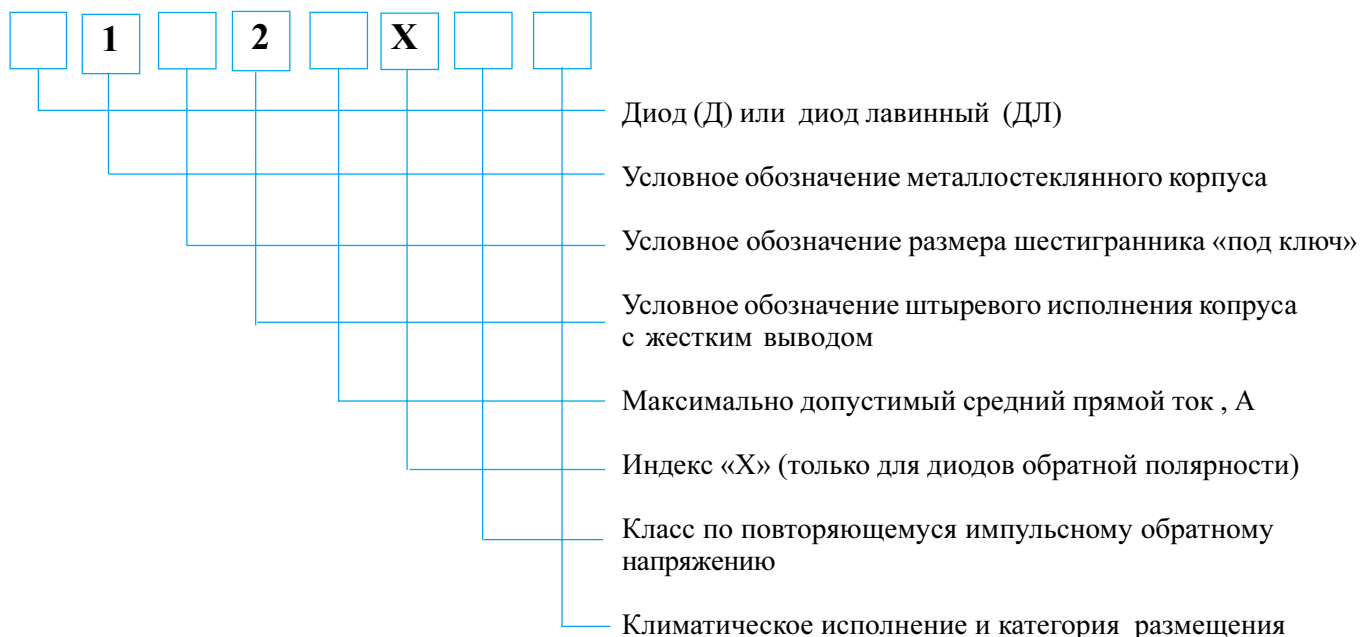 1 2 X
Диод (Д) или диод лавинный (ДЛ)
Условное обозначение металлостеклянного корпуса
Условное обозначение размера шестигранника «под ключ»
Условное обозначение штыревого исполнения копруса
с жестким выводом
Максимально допустимый средний прямой ток , А
Индекс «Х» (только для диодов обратной полярности)
Класс по повторяющемуся импульсному обратному
напряжению
Климатическое исполнение и категория размещения